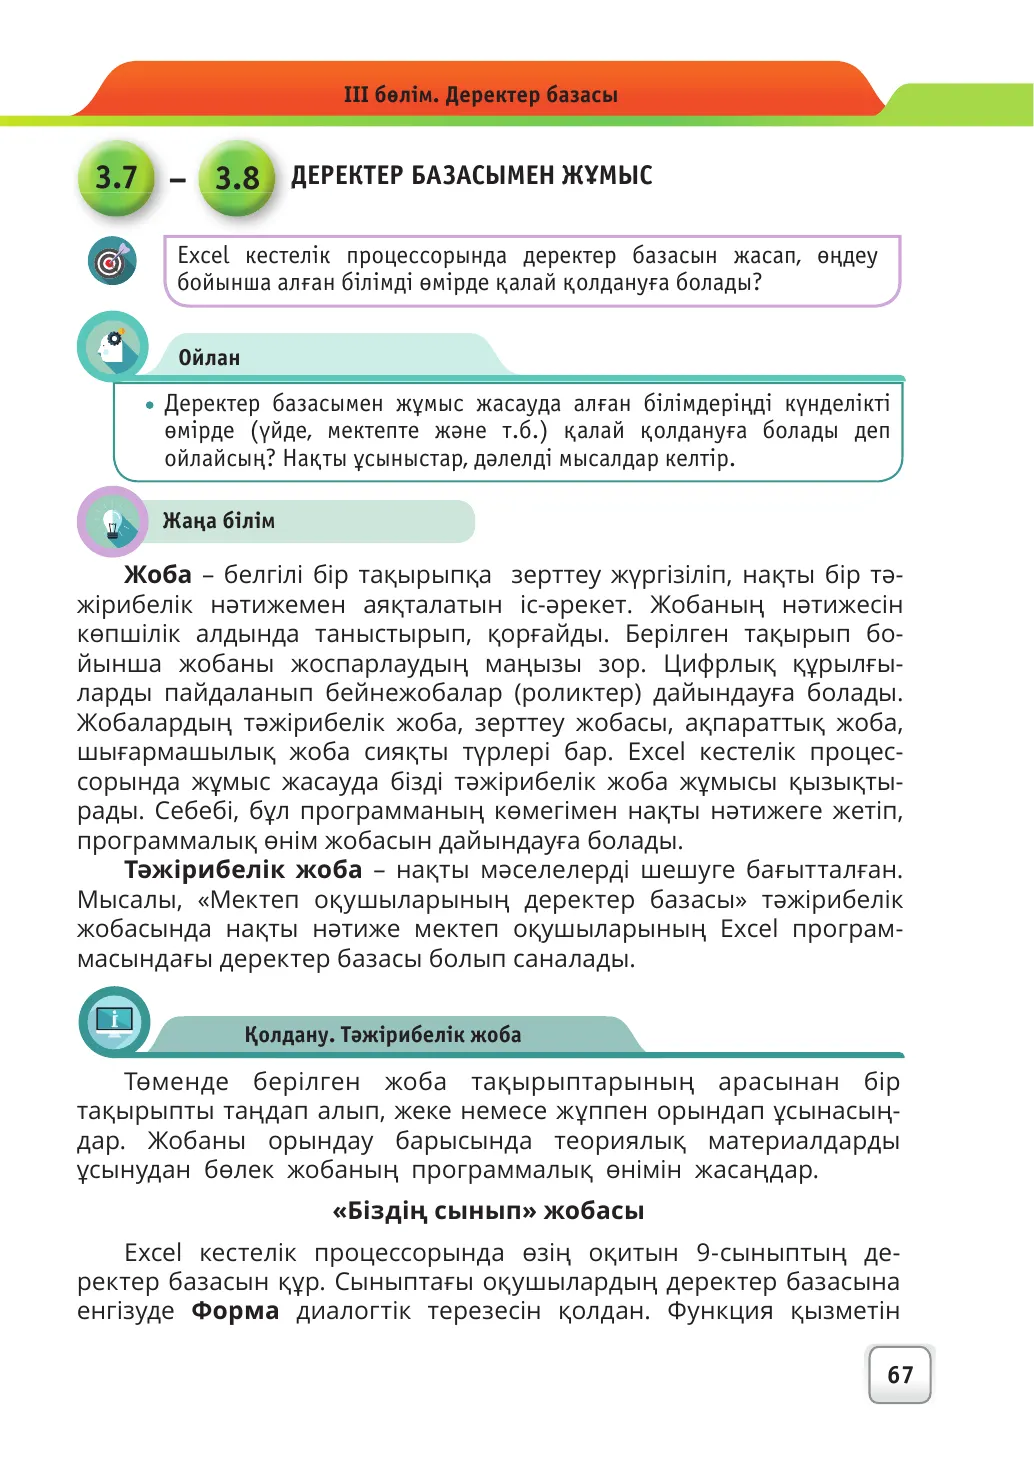 III бөлім. Деректер базасы
3.7 – 3.8 ДЕРЕКТЕР БАЗАСЫМЕН ЖҰМЫС
Excel кестелік процессорында деректер базасын жасап, өңдеу
бойынша алған білімді өмірде қалай қолдануға болады?
Ойлан
• Деректер базасымен жұмыс жасауда алған білімдеріңді күнделікті
өмірде (үйде, мектепте және т.б.) қалай қолдануға болады деп
ойлайсың? Нақты ұсыныстар, дәлелді мысалдар келтір.
Жаңа білім
Жоба – белгілі бір тақырыпқа зерттеу жүргізіліп, нақты бір тә-
жірибелік нәтижемен аяқталатын іс-әрекет. Жобаның нәтижесін
көпшілік алдында таныстырып, қорғайды. Берілген тақырып бо-
йынша жобаны жоспарлаудың маңызы зор. Цифрлық құрылғы-
ларды пайдаланып бейнежобалар (роликтер) дайындауға болады.
Жобалардың тәжірибелік жоба, зерттеу жобасы, ақпараттық жоба,
шығармашылық жоба сияқты түрлері бар. Excel кестелік процес-
сорында жұмыс жасауда бізді тәжірибелік жоба жұмысы қызықты-
рады. Себебі, бұл программаның көмегімен нақты нәтижеге жетіп,
программалық өнім жобасын дайындауға болады.
Тәжірибелік жоба – нақты мәселелерді шешуге бағытталған.
Мысалы, «Мектеп оқушыларының деректер базасы» тәжірибелік
жобасында нақты нәтиже мектеп оқушыларының Excel програм-
масындағы деректер базасы болып саналады.
Қолдану. Тәжірибелік жоба
Төменде берілген жоба тақырыптарының арасынан бір
тақырыпты таңдап алып, жеке немесе жұппен орындап ұсынасың-
дар. Жобаны орындау барысында теориялық материалдарды
ұсынудан бөлек жобаның программалық өнімін жасаңдар.
«Біздің сынып» жобасы
Excel кестелік процессорында өзің оқитын 9-сыныптың де-
ректер базасын құр. Сыныптағы оқушылардың деректер базасына
енгізуде Форма диалогтік терезесін қолдан. Функция қызметін
67